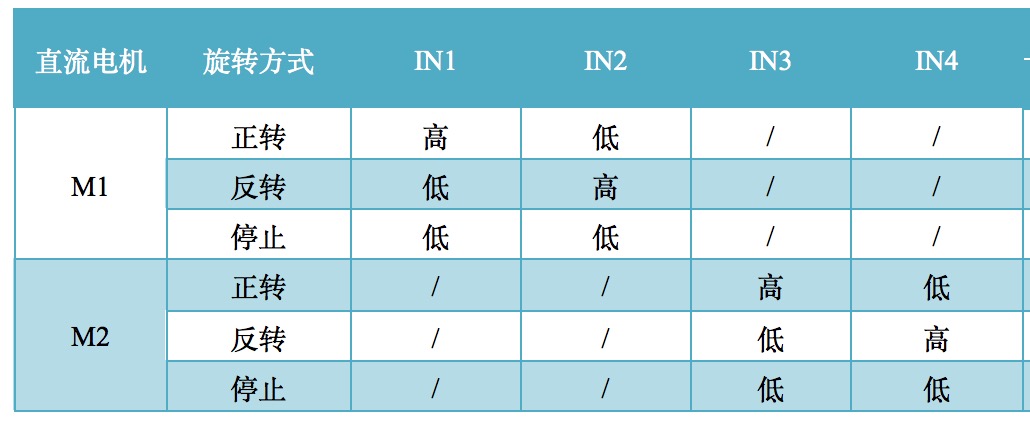 直流电机 旋转方式 IN1 IN2 IN3 IN4
正转 高 低 / /
M1 反转 低 高 / /
停止 低 低 / /
正转 / / 高 低
M2 反转 / / 低 高
停止 / / 低 低